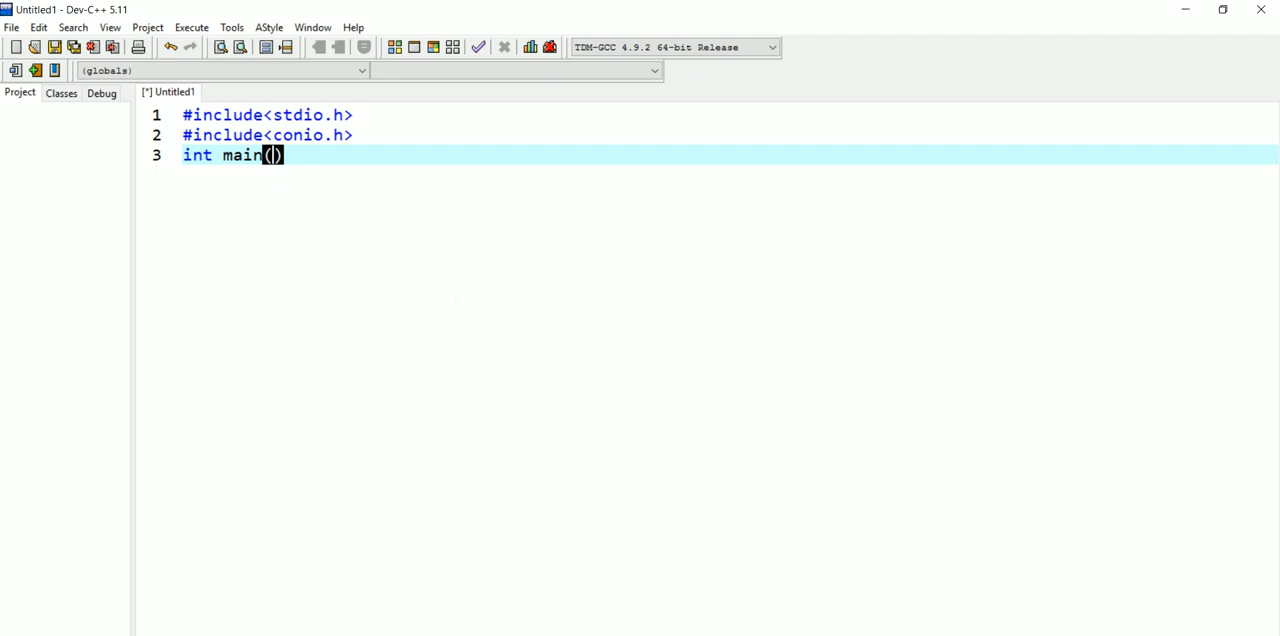 Untitled1 - Dev-C++ 5.11
File Edit Search View Project Execute Tools AStyle Window Help
TDM-GCC 4.9.2 64-bit Release
(globals)
Project Classes Debug [*] Untitled1
1 #include<stdio.h>
2 #include<conio.h>
3 int main()